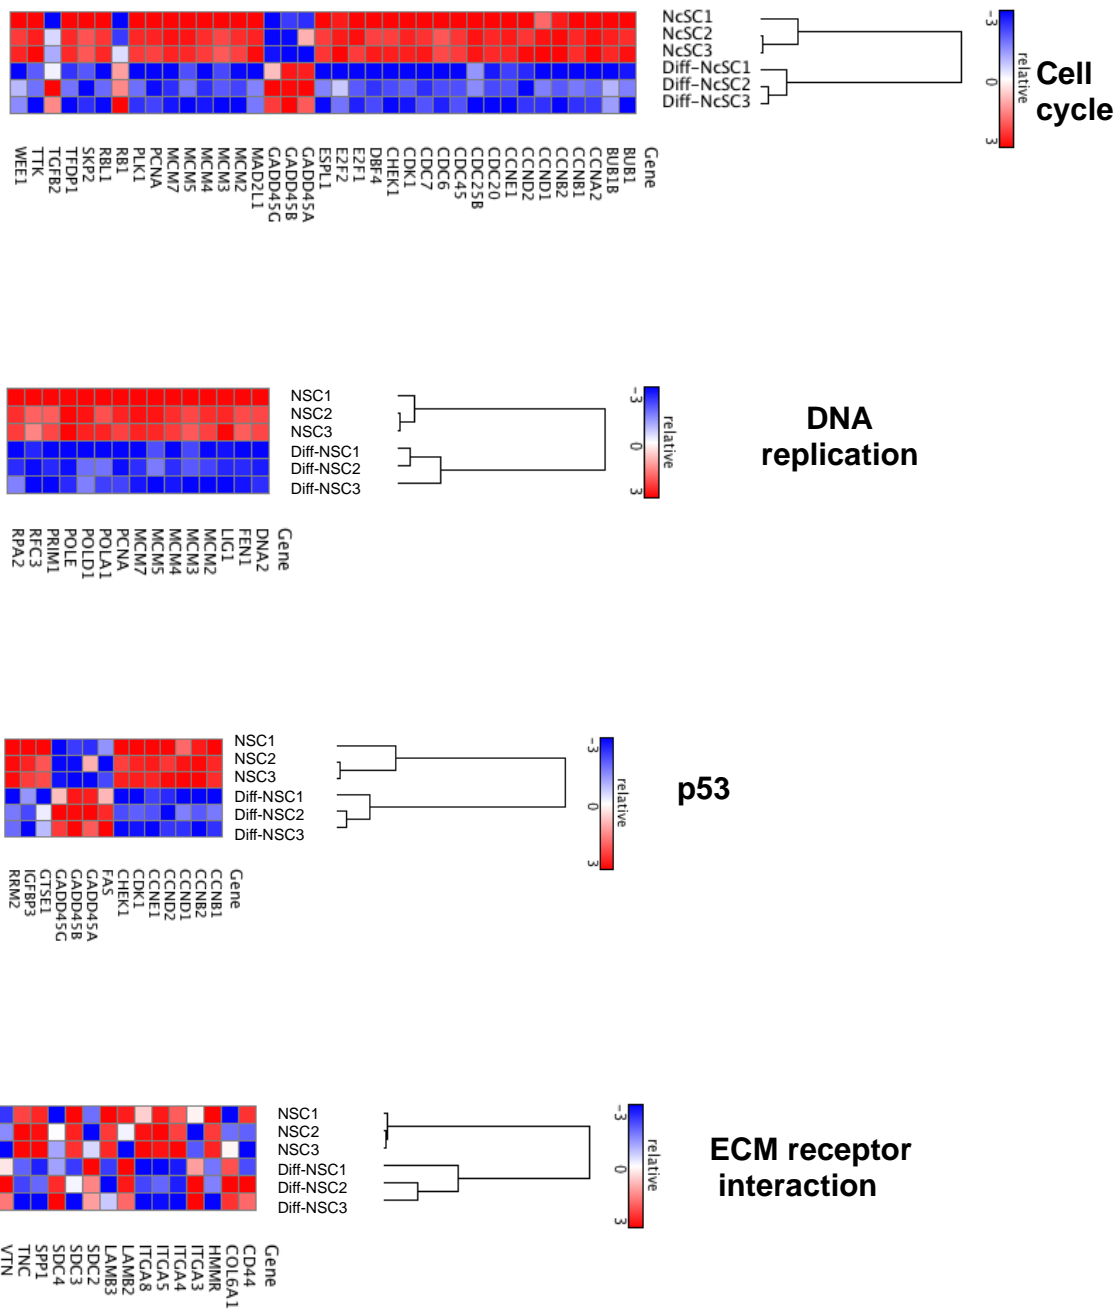 NcSC1
NcSC2
NcSC3
Diff-NcSC1
Diff-NcSC2
Diff-NcSC3
-3 0 3
relative
Cell
cycle
WEE1
TTK
TGFB2
TFDP1
SKP2
RBL1
RB1
PLK1
PCNA
MCM7
MCM5
MCM4
MCM3
MCM2
MAD2L1
GADD45G
GADD45B
GADD45A
ESPL1
E2F2
E2F1
DBF4
CHEK1
CDK1
CDC7
CDC6
CDC45
CDC25B
CDC20
CCNE1
CCND2
CCND1
CCNB2
CCNB1
CCNA2
BUB1B
BUB1
Gene
NSC1
NSC2
NSC3
Diff-NSC1
Diff-NSC2
Diff-NSC3
-3 0 3
relative
DNA
replication
RPA2
RFC3
PRIM1
POLE
POLD1
POLA1
PCNA
MCM7
MCM5
MCM4
MCM3
MCM2
LIG1
FEN1
DNA2
Gene
NSC1
NSC2
NSC3
Diff-NSC1
Diff-NSC2
Diff-NSC3
-3 0 3
relative
p53
RRM2
IGFBP3
GTSE1
GADD45G
GADD45B
GADD45A
FAS
CHEK1
CDK1
CCNE1
CCND2
CCND1
CCNB2
CCNB1
Gene
NSC1
NSC2
NSC3
Diff-NSC1
Diff-NSC2
Diff-NSC3
-3 0 3
relative
ECM receptor
interaction
VTN
TNC
SPP1
SDC4
SDC3
SDC2
LAMB3
LAMB2
ITGA8
ITGA5
ITGA4
ITGA3
HMMR
COL6A1
CD44
Gene